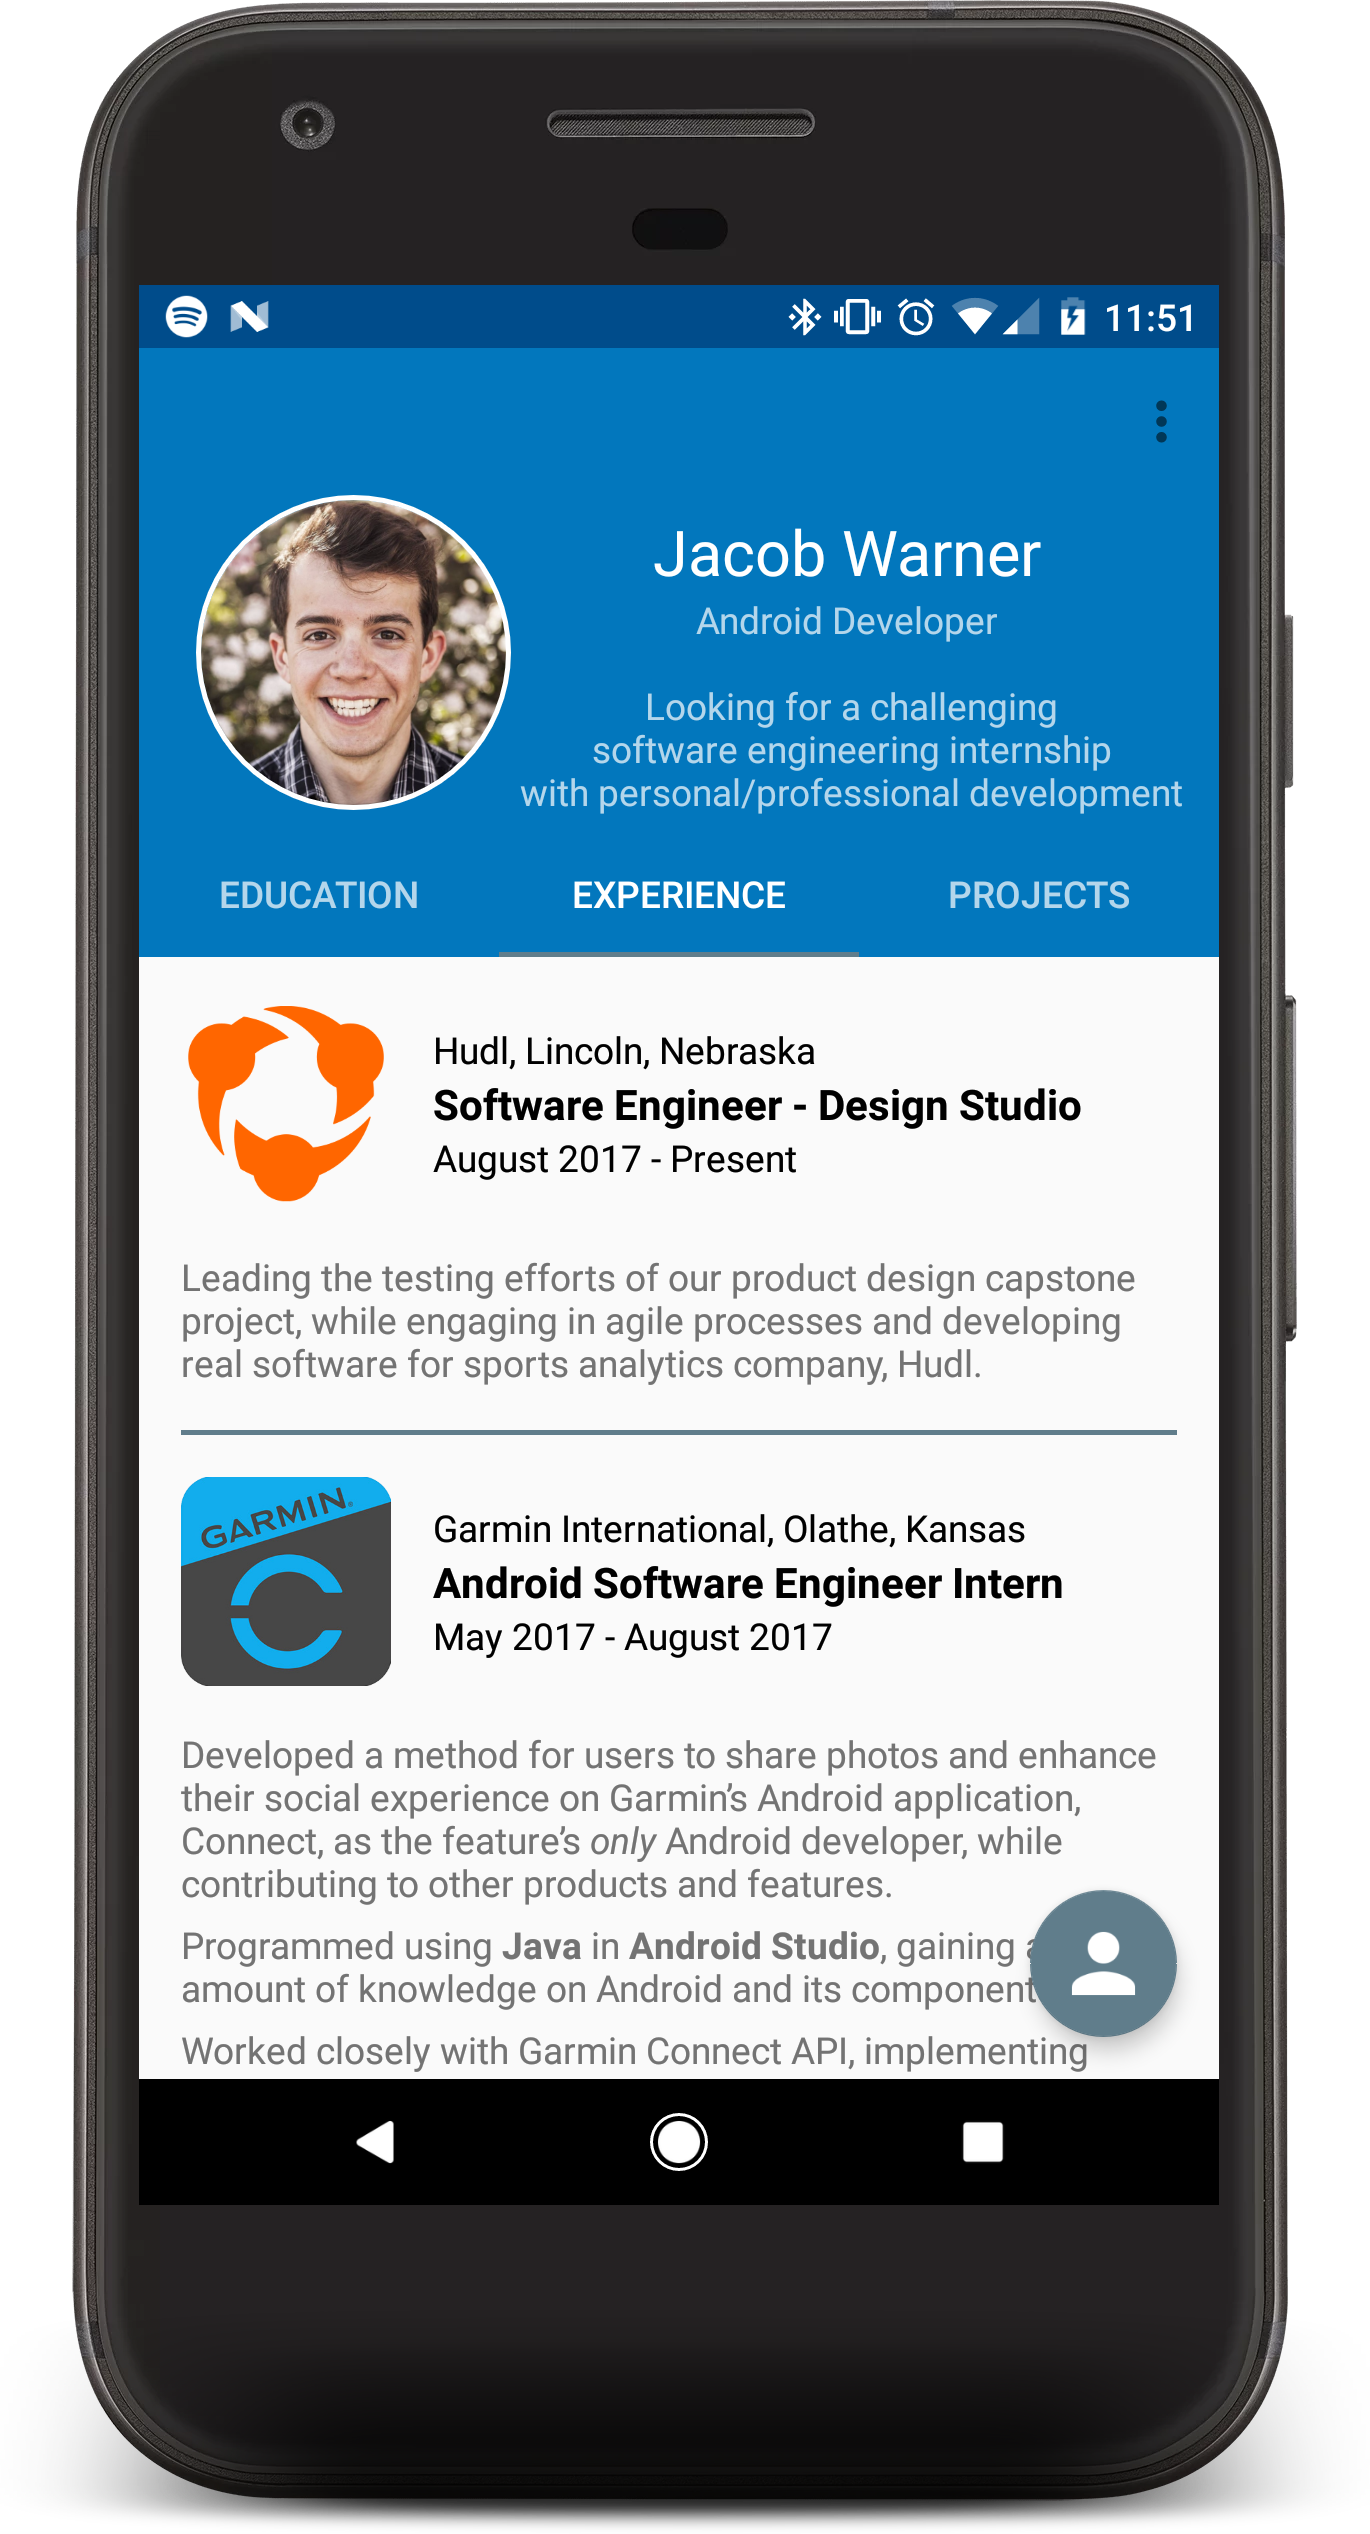 11:51
Jacob Warner
Android Developer
Looking for a challenging
software engineering internship
with personal/professional development
EDUCATION EXPERIENCE PROJECTS
Hudl, Lincoln, Nebraska
Software Engineer - Design Studio
August 2017 - Present
Leading the testing efforts of our product design capstone
project, while engaging in agile processes and developing
real software for sports analytics company, Hudl.
GARMIN
Garmin International, Olathe, Kansas
Android Software Engineer Intern
May 2017 - August 2017
Developed a method for users to share photos and enhance
their social experience on Garmin's Android application,
Connect, as the feature's only Android developer, while
contributing to other products and features.
Programmed using Java in Android Studio, gaining
amount of knowledge on Android and its component
Worked closely with Garmin Connect API, implementing